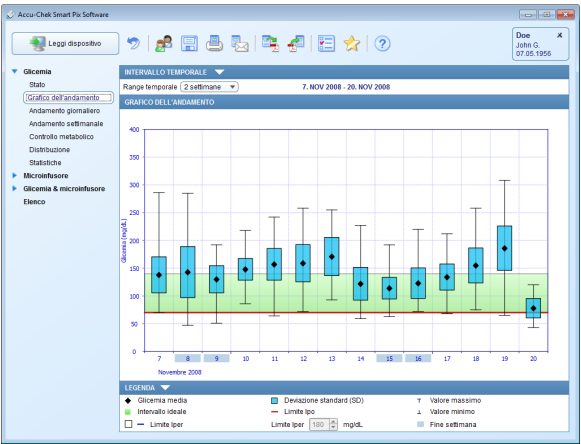 Accu-Chek Smart Pix Software
Leggi dispositivo
Doe
John G.
07.05.1956
Glicemia
Stato
Grafico dell'andamento
Andamento giornaliero
Andamento settimanale
Controllo metabolico
Distribuzione
Statistiche
Microinfusore
Glicemia & microinfusore
Elenco
INTERVALLO TEMPORALE
Range temporale 2 settimane 7. NOV 2008 - 20. NOV 2008
GRAFICO DELL'ANDAMENTO
Glicemia (mg/dL)
400
350
300
250
200
150
100
50
0
7 8 9 10 11 12 13 14 15 16 17 18 19 20
Novembre 2008
LEGENDA
Glicemia media Deviazione standard (SD) Valore massimo
Intervallo ideale Limite Ipo Valore minimo
Limite Iper Limite Iper 180 mg/dL Fine settimana